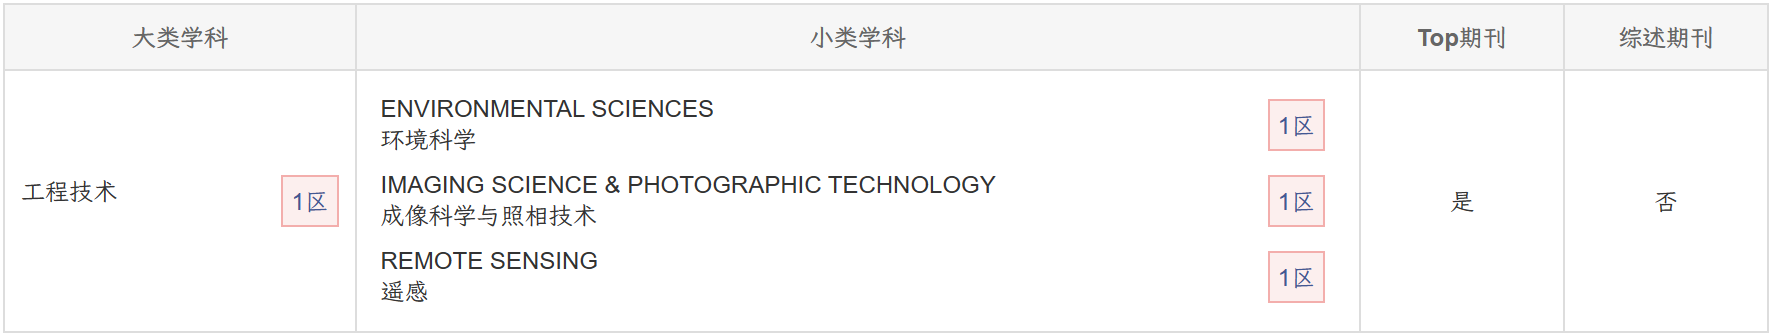 大类学科 小类学科 Top期刊 综述期刊
ENVIRONMENTAL SCIENCES
环境科学 1区
工程技术 1区
IMAGING SCIENCE & PHOTOGRAPHIC TECHNOLOGY
成像科学与照相技术 1区
是 否
REMOTE SENSING
遥感 1区